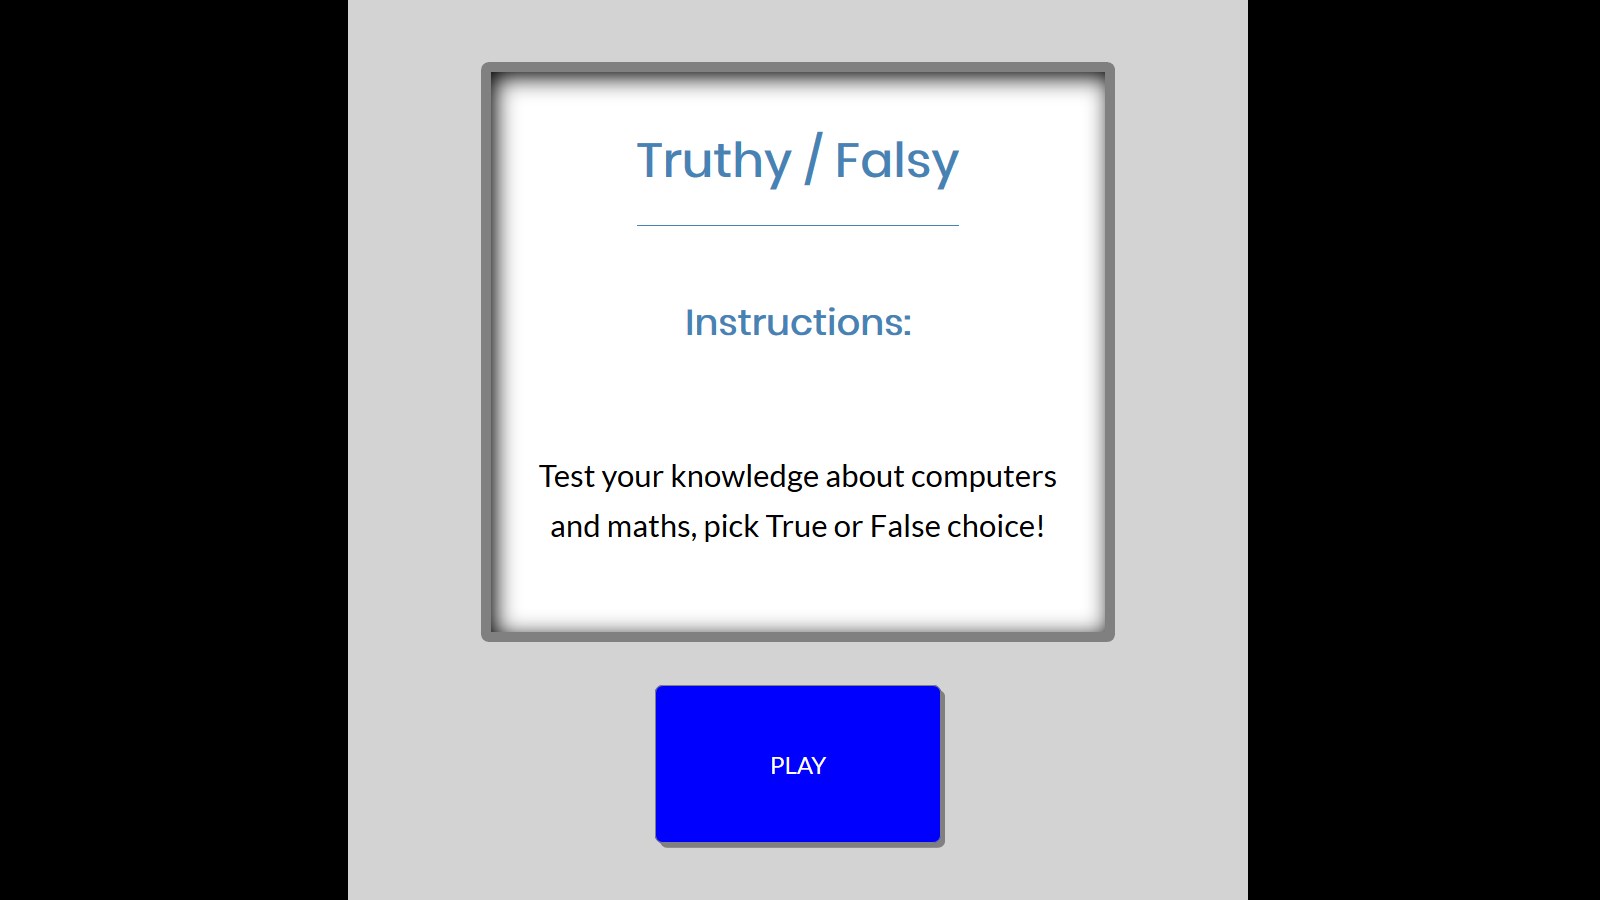 Truthy / Falsy
Instructions:
Test your knowledge about computers
and maths, pick True or False choice!
PLAY